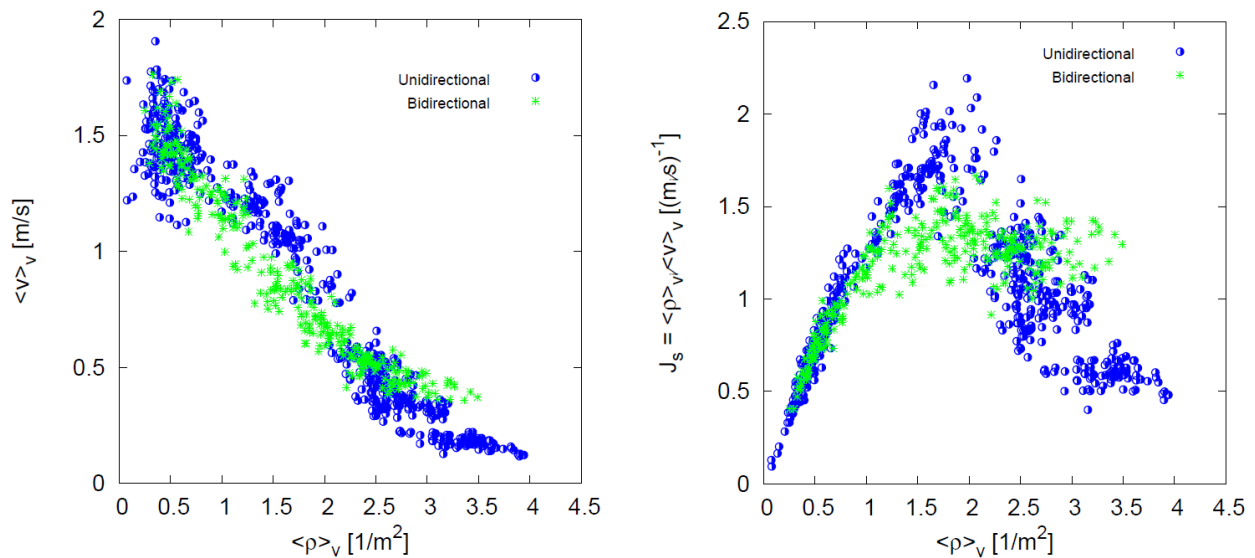 2
1.5
1
0.5
0
<v>v [m/s]
Unidirectional
Bidirectional
0 0.5 1 1.5 2 2.5 3 3.5 4 4.5
<ρ>v [1/m²]
2.5
2
1.5
1
0.5
0
Js = <ρ>v·<v>v [(m·s)⁻¹]
Unidirectional
Bidirectional
0 0.5 1 1.5 2 2.5 3 3.5 4 4.5
<ρ>v [1/m²]